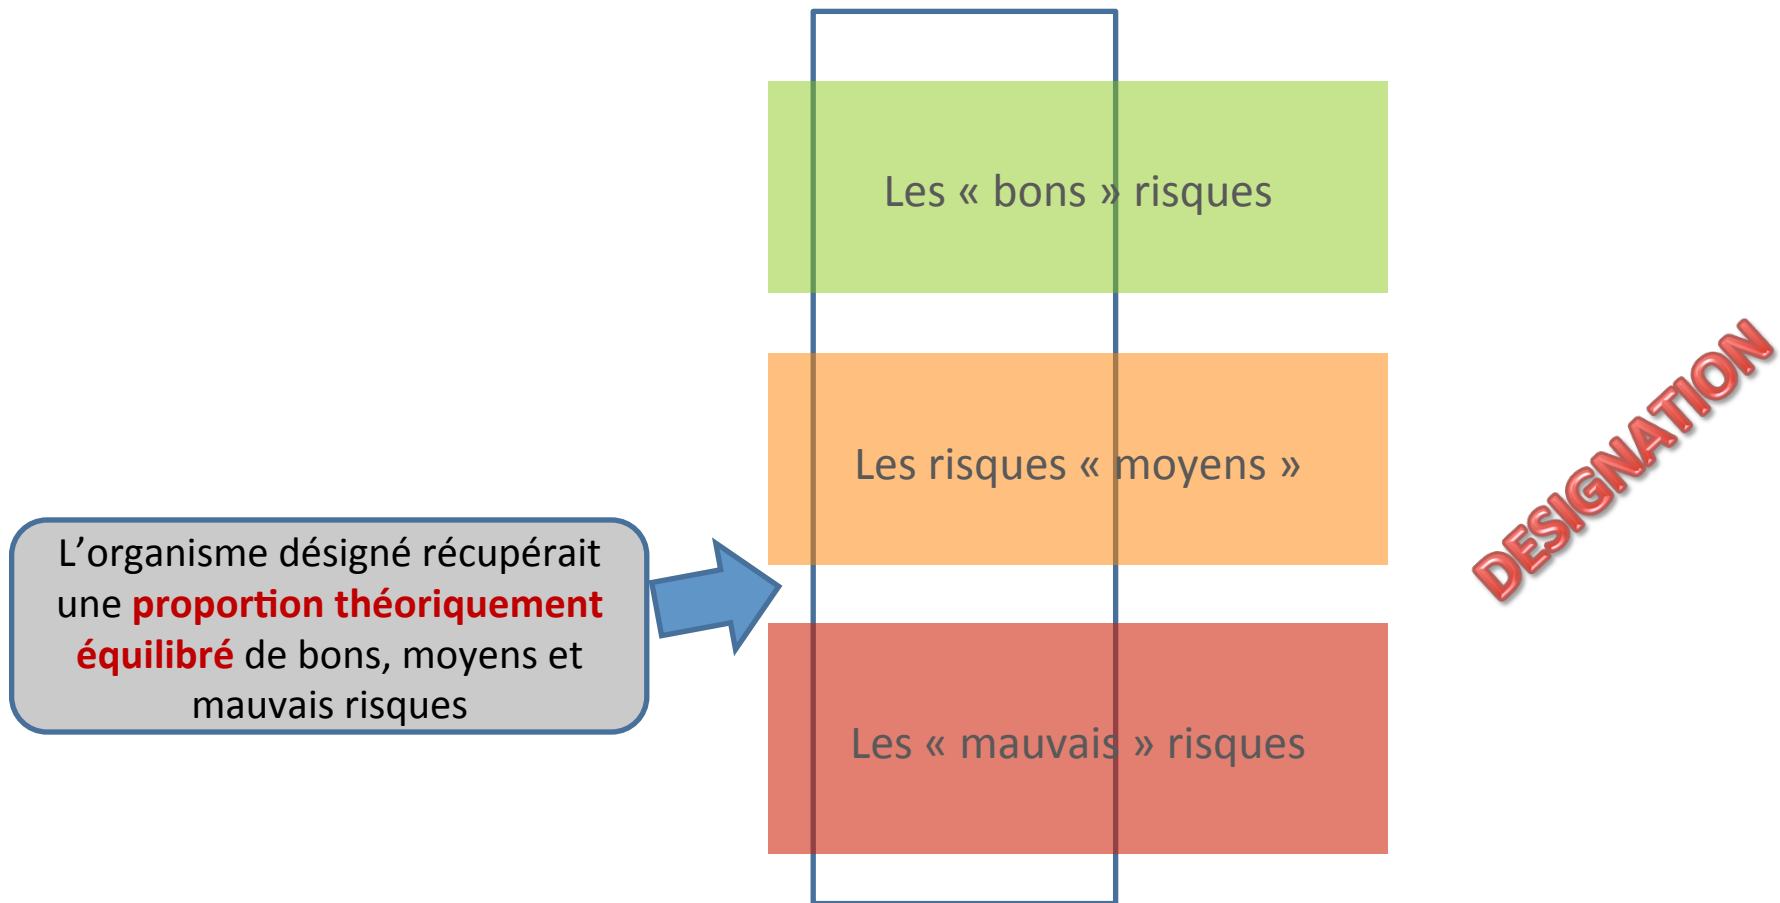 Les « bons » risques
Les risques « moyens »
DESIGNATION
L’organisme désigné récupérait
une proportion théoriquement
équilibré de bons, moyens et
mauvais risques
Les « mauvais » risques